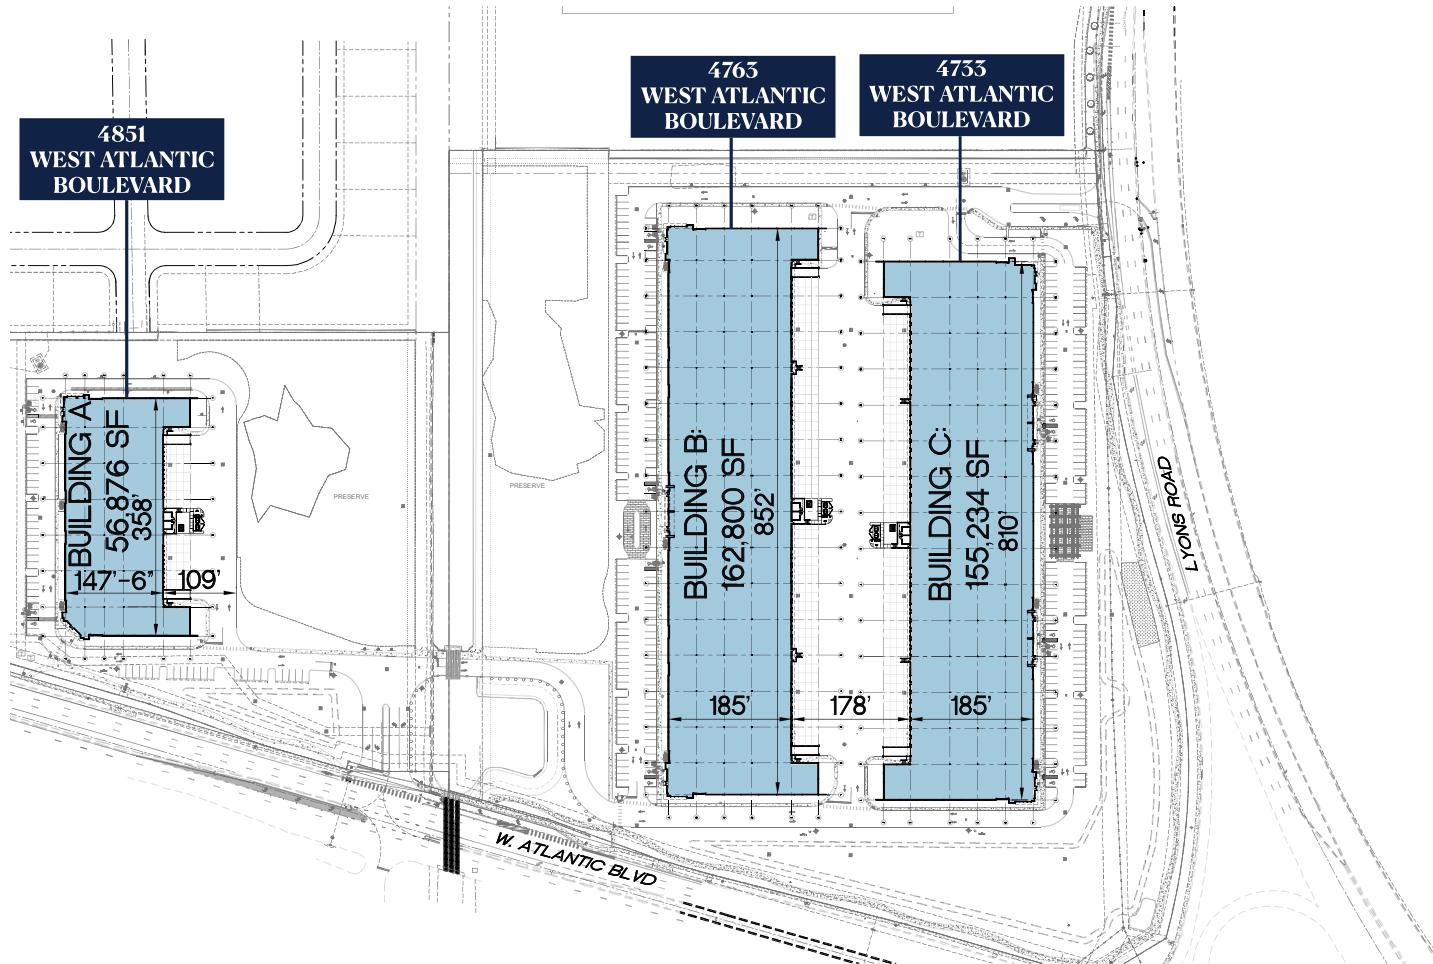 4851
WEST ATLANTIC
BOULEVARD
4763
WEST ATLANTIC
BOULEVARD
4733
WEST ATLANTIC
BOULEVARD
BUILDING A:
56,876 SF
358'
147'-6"
109'
PRESERVE
PRESERVE
BUILDING B:
162,800 SF
852'
185'
178'
BUILDING C:
155,234 SF
810'
185'
LYONS ROAD
W. ATLANTIC BLVD